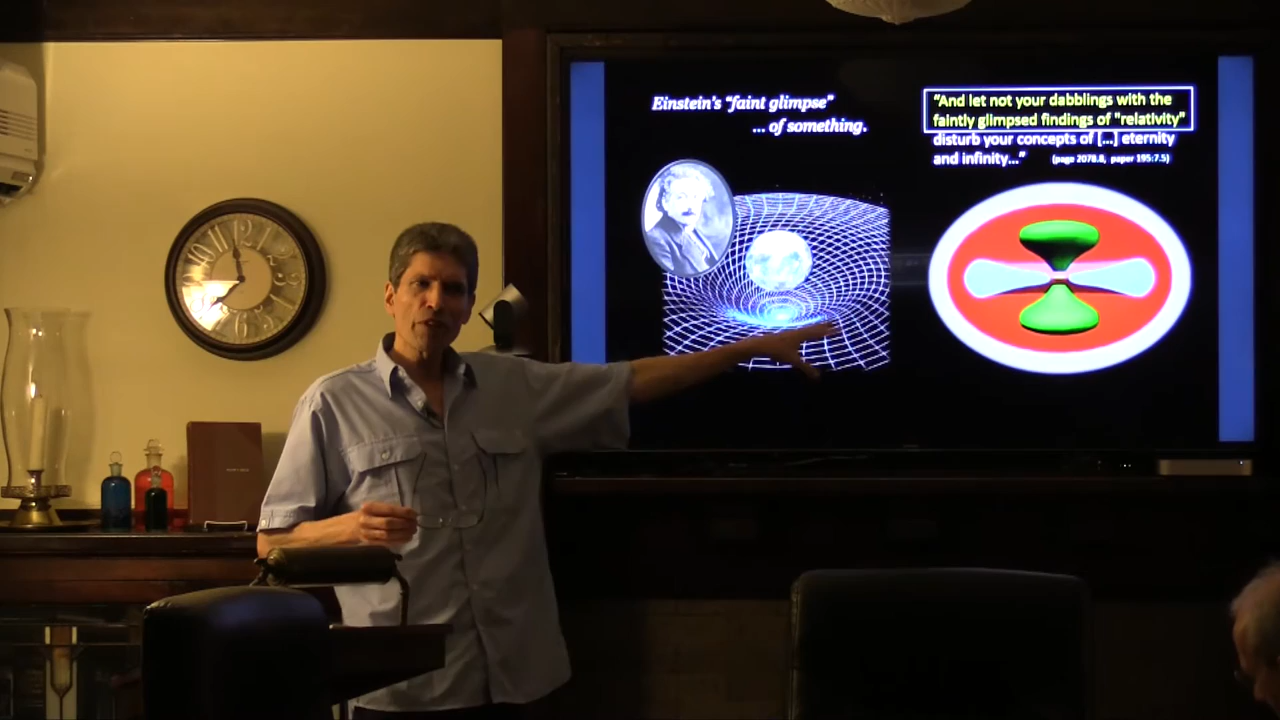 Einstein's "faint glimpse"
... of something.
"And let not your dabblings with the
faintly glimpsed findings of "relativity"
disturb your concepts of [...] eternity
and infinity..." (page 2078.8, paper 195:7.5)